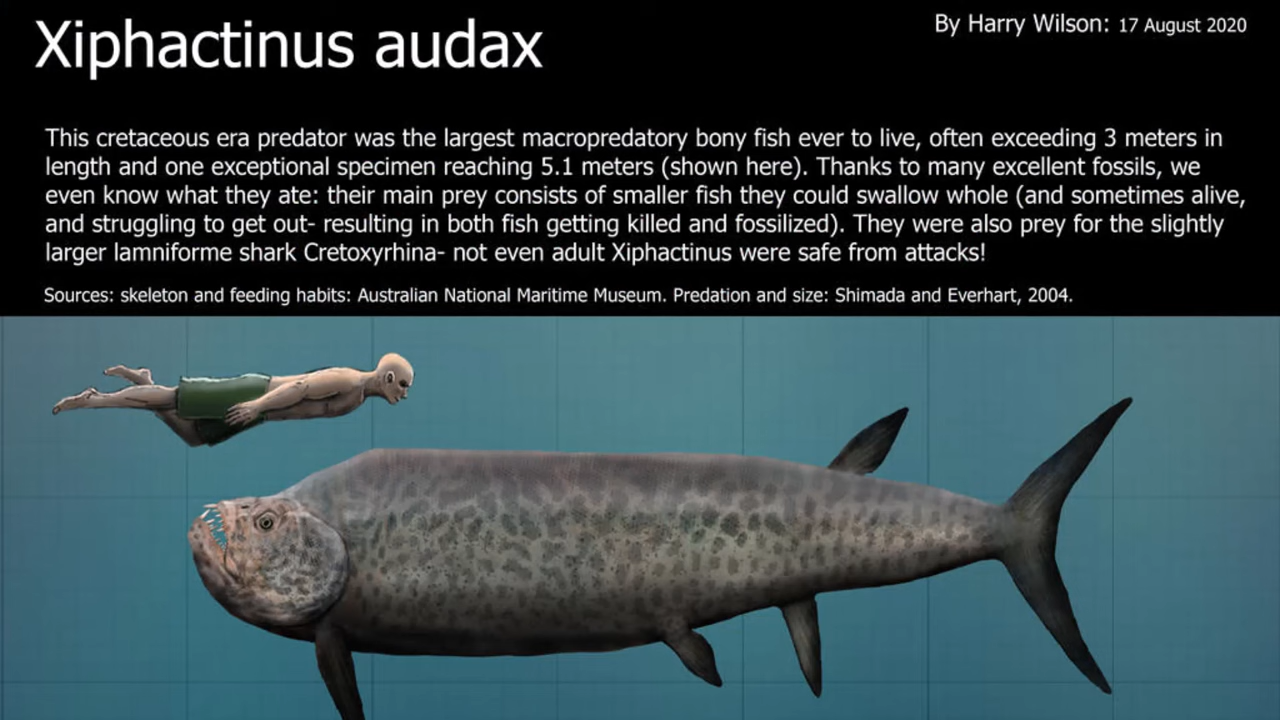 Xiphactinus audax
By Harry Wilson: 17 August 2020
This cretaceous era predator was the largest macropredatory bony fish ever to live, often exceeding 3 meters in
length and one exceptional specimen reaching 5.1 meters (shown here). Thanks to many excellent fossils, we
even know what they ate: their main prey consists of smaller fish they could swallow whole (and sometimes alive,
and struggling to get out- resulting in both fish getting killed and fossilized). They were also prey for the slightly
larger lamniforme shark Cretoxyrhina- not even adult Xiphactinus were safe from attacks!
Sources: skeleton and feeding habits: Australian National Maritime Museum. Predation and size: Shimada and Everhart, 2004.